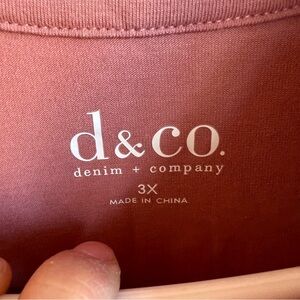 d & co.
denim + company
3X
MADE IN CHINA